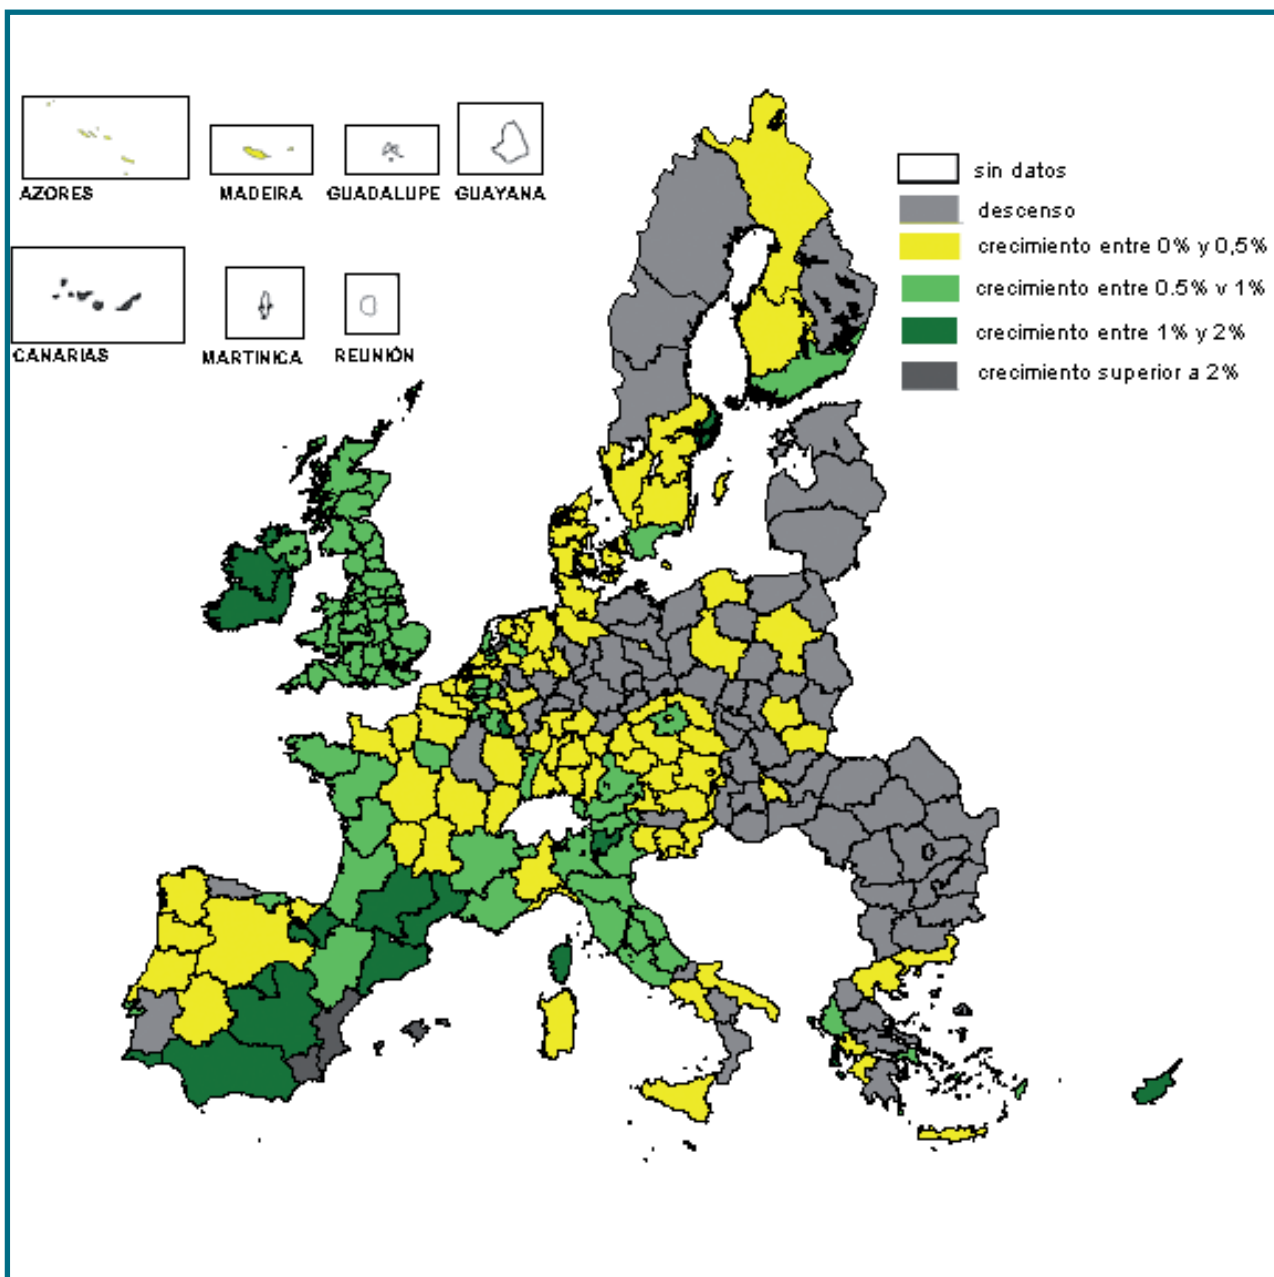 AZORES
MADEIRA
GUADALUPE
GUAYANA
CANARIAS
MARTINICA
REUNIÓN
sin datos
descenso
crecimiento entre 0% y 0,5%
crecimiento entre 0.5% y 1%
crecimiento entre 1% y 2%
crecimiento superior a 2%